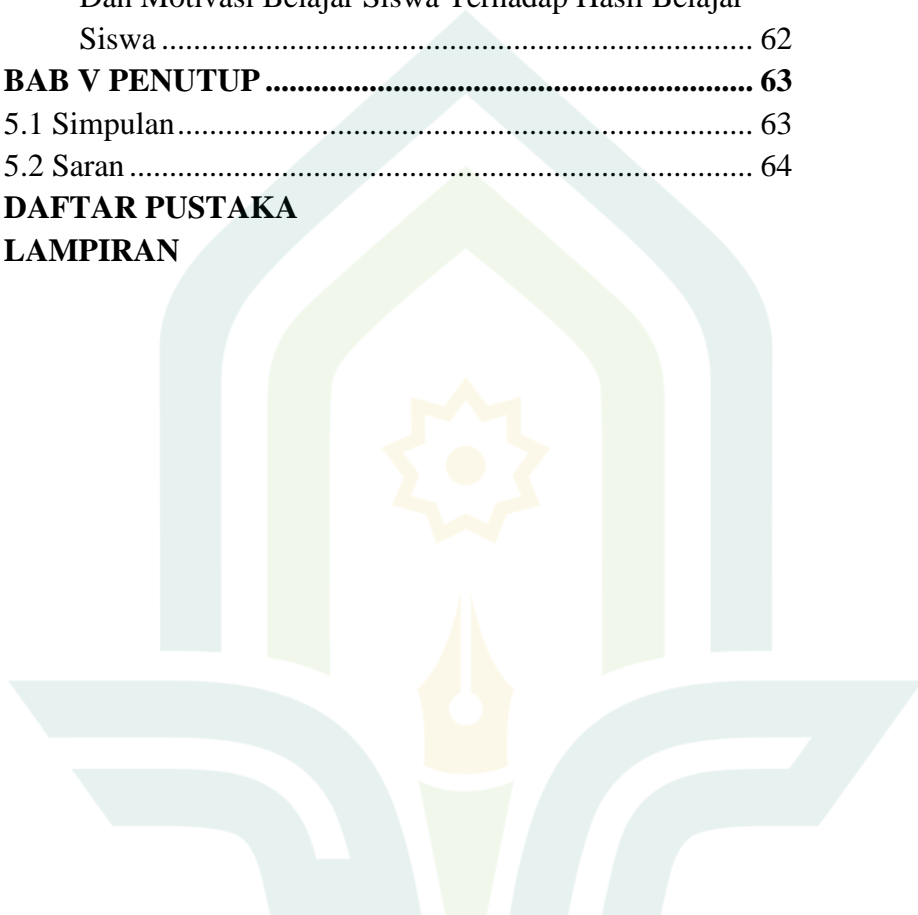 Dan Motivasi Belajar Siswa Terhadap Hasil Belajar
Siswa ........................................................................ 62
BAB V PENUTUP ........................................................... 63
5.1 Simpulan ...................................................................... 63
5.2 Saran ............................................................................ 64
DAFTAR PUSTAKA
LAMPIRAN